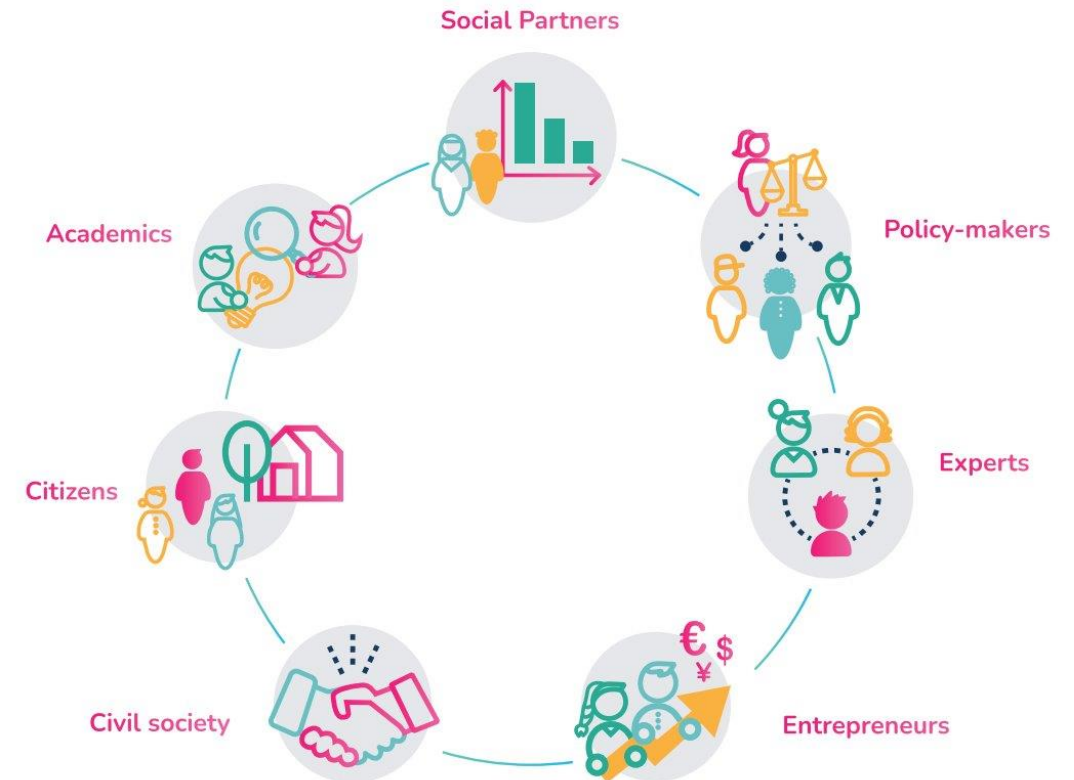 Social Partners
Policy-makers
Academics
Experts
Citizens
€ $
¥
Civil society
Entrepreneurs